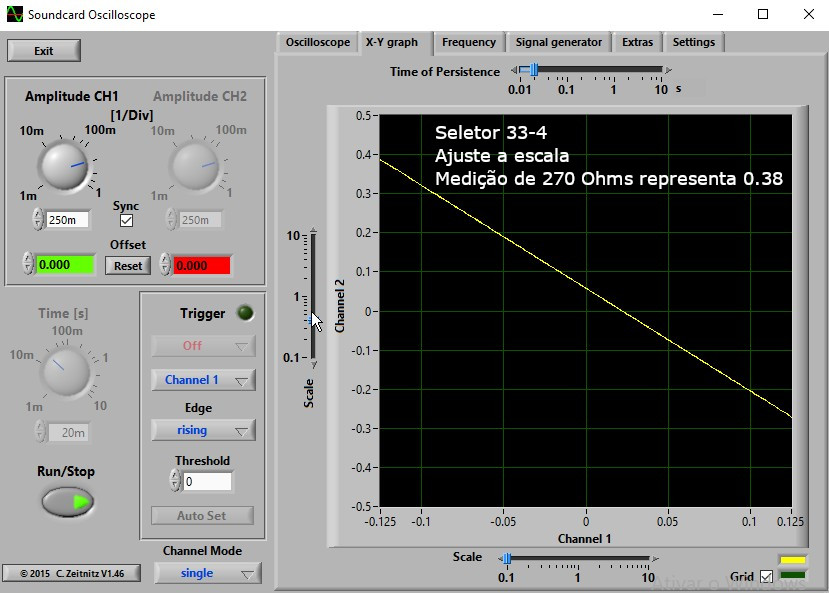 Soundcard Oscilloscope
Exit
Oscilloscope X-Y graph Frequency Signal generator Extras Settings
Amplitude CH1 Amplitude CH2
[1/Div]
10m 100m 10m 100m
1m 1 1m 1
Sync
250m 250m
Offset
0.000 Reset 0.000
Time [s]
100m
10m 1
1m 10
20m
Run/Stop
© 2015 C. Zeitnitz V1.46
Trigger
Off
Channel 1
Edge
rising
Threshold
0
Auto Set
Channel Mode
single
Time of Persistence
0.01 0.1 1 10 s
Seletor 33-4
Ajuste a escala
Medição de 270 Ohms representa 0.38
10
1
0.1
Scale
Channel 2
0.5
0.4
0.3
0.2
0.1
0
-0.1
-0.2
-0.3
-0.4
-0.5
-0.125 -0.1 -0.05 0 0.05 0.1 0.125
Channel 1
Scale
0.1 1 10
Grid
Ativar o Windows